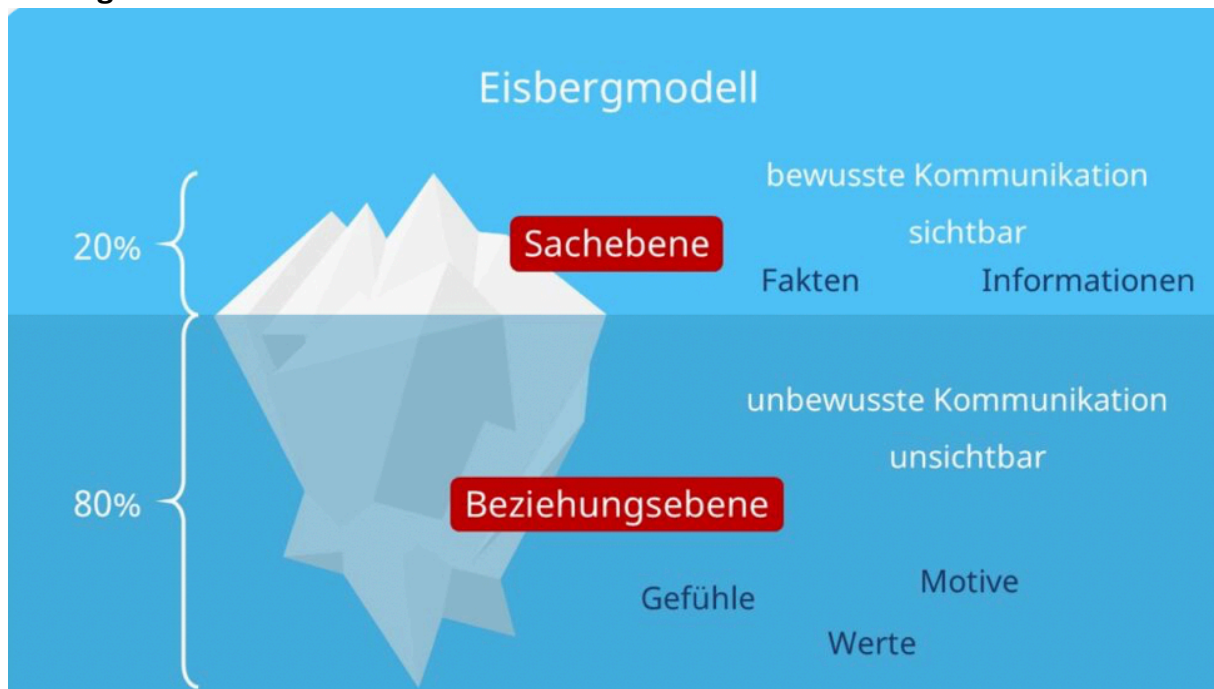 Eisbergmodell
bewusste Kommunikation
20%
Sachebene
sichtbar
Fakten Informationen
unbewusste Kommunikation
unsichtbar
80%
Beziehungsebene
Gefühle
Motive
Werte